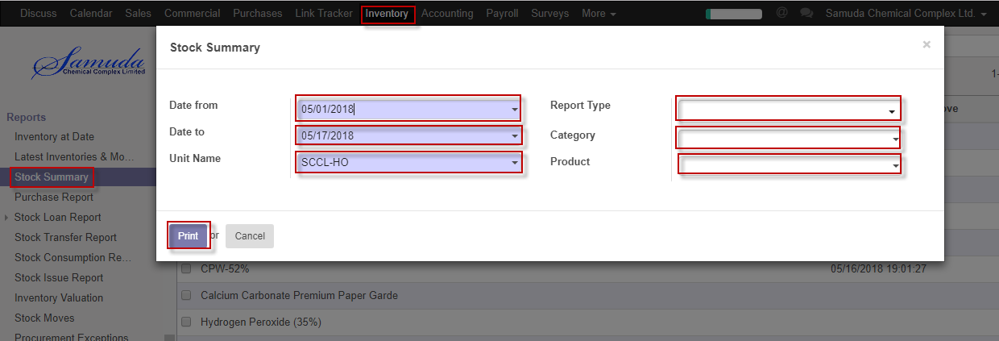 Discuss Calendar Sales Commercial Purchases Link Tracker Inventory Accounting Payroll Surveys More @ Samuda Chemical Complex Ltd.
Samuda
Chemical Complex Limited
Reports
Inventory at Date
Latest Inventories & Mo...
Stock Summary
Purchase Report
Stock Loan Report
Stock Transfer Report
Stock Consumption Re...
Stock Issue Report
Inventory Valuation
Stock Moves
Procurement Exceptions
Stock Summary
×
Date from 05/01/2018
Date to 05/17/2018
Unit Name SCCL-HO
Report Type
Category
Product
Print or Cancel
1-
ove
CPW-52% 05/16/2018 19:01:27
Calcium Carbonate Premium Paper Garde
Hydrogen Peroxide (35%)